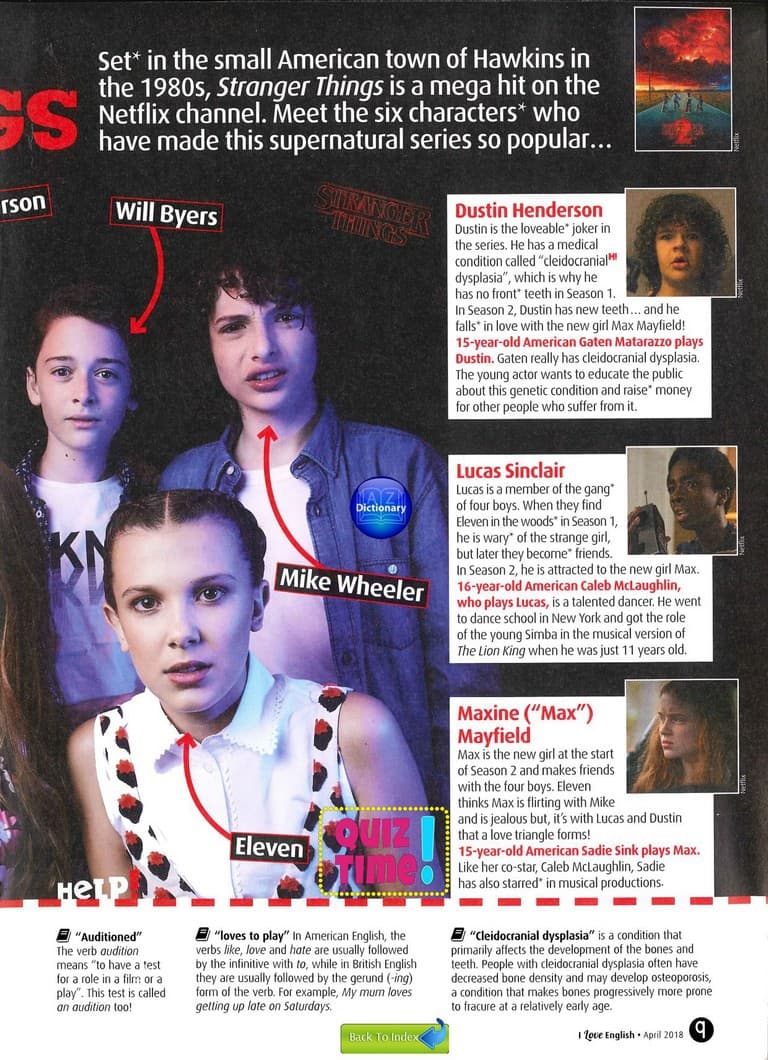 Set* in the small American town of Hawkins in
the 1980s, Stranger Things is a mega hit on the
Netflix channel. Meet the six characters* who
have made this supernatural series so popular...
GS
2
Netflix
rson
Will Byers
STRANGER
THINGS
Mike Wheeler
Eleven
KN
A Z
Dictionary
QUIZ
TIME!
Dustin Henderson
Dustin is the loveable* joker in
the series. He has a medical
condition called “cleidocranial H!
dysplasia”, which is why he
has no front* teeth in Season 1.
In Season 2, Dustin has new teeth... and he
falls* in love with the new girl Max Mayfield!
15-year-old American Gaten Matarazzo plays
Dustin. Gaten really has cleidocranial dysplasia.
The young actor wants to educate the public
about this genetic condition and raise* money
for other people who suffer from it.
Netflix
Lucas Sinclair
Lucas is a member of the gang*
of four boys. When they find
Eleven in the woods* in Season 1,
he is wary* of the strange girl,
but later they become* friends.
In Season 2, he is attracted to the new girl Max.
16-year-old American Caleb McLaughlin,
who plays Lucas, is a talented dancer. He went
to dance school in New York and got the role
of the young Simba in the musical version of
The Lion King when he was just 11 years old.
Netflix
Maxine (“Max”)
Mayfield
Max is the new girl at the start
of Season 2 and makes friends
with the four boys. Eleven
thinks Max is flirting with Mike
and is jealous but, it’s with Lucas and Dustin
that a love triangle forms!
15-year-old American Sadie Sink plays Max.
Like her co-star, Caleb McLaughlin, Sadie
has also starred* in musical productions.
Netflix
HELP!
“Auditioned”
The verb audition
means “to have a test
for a role in a film or a
play”. This test is called
an audition too!
“loves to play” In American English, the
verbs like, love and hate are usually followed
by the infinitive with to, while in British English
they are usually followed by the gerund (-ing)
form of the verb. For example, My mum loves
getting up late on Saturdays.
“Cleidocranial dysplasia” is a condition that
primarily affects the development of the bones and
teeth. People with cleidocranial dysplasia often have
decreased bone density and may develop osteoporosis,
a condition that makes bones progressively more prone
to fracture at a relatively early age.
Back To Index
I Love English • April 2018 9